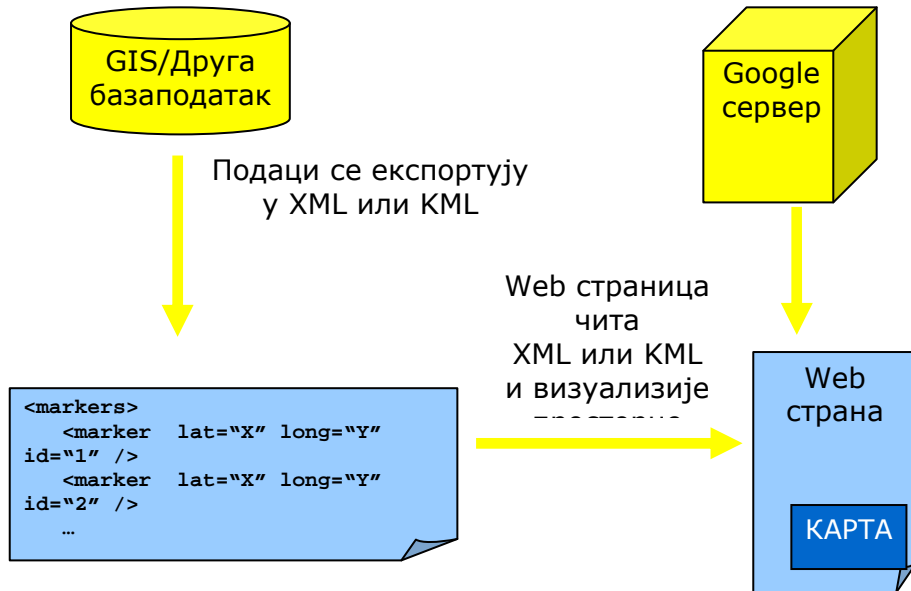 GIS/Друга
базаподатак
Google
сервер
Подаци се експортују
у XML или KML
Web страница
чита
XML или KML
и визуализије
<markers>
<marker lat=“X” long=“Y”
id=“1” />
<marker lat=“X” long=“Y”
id=“2” />
…
Web
страна
КАРТА